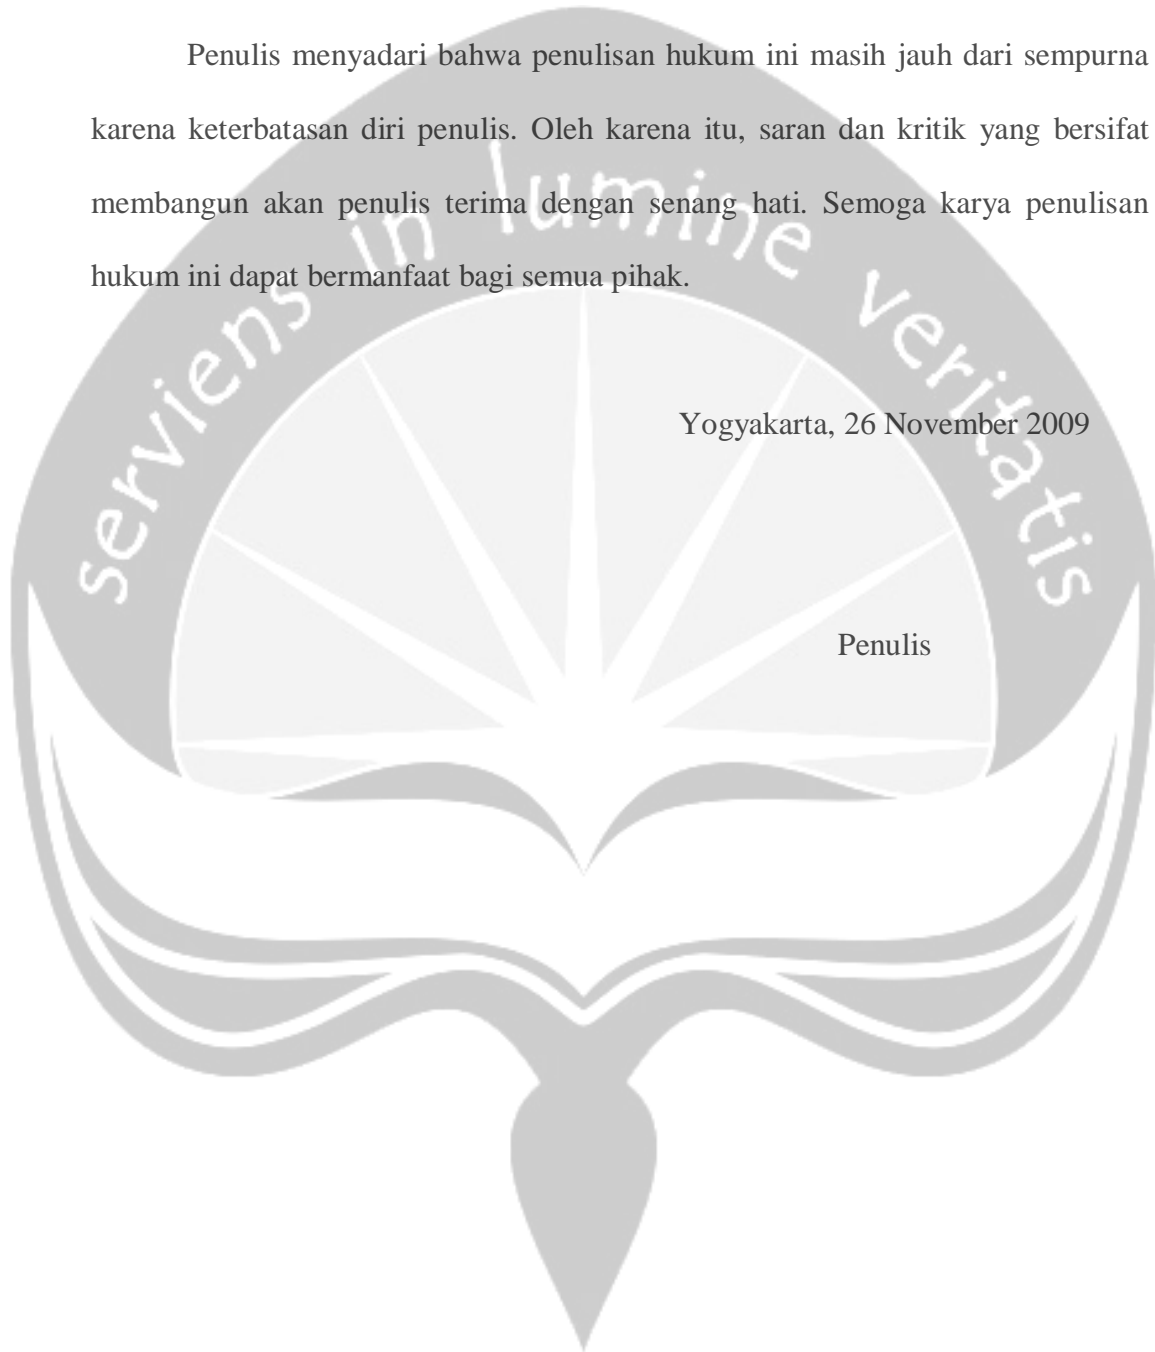 Penulis menyadari bahwa penulisan hukum ini masih jauh dari sempurna
karena keterbatasan diri penulis. Oleh karena itu, saran dan kritik yang bersifat
membangun akan penulis terima dengan senang hati. Semoga karya penulisan
hukum ini dapat bermanfaat bagi semua pihak.
serviens in lumine veritatis
Yogyakarta, 26 November 2009
Penulis